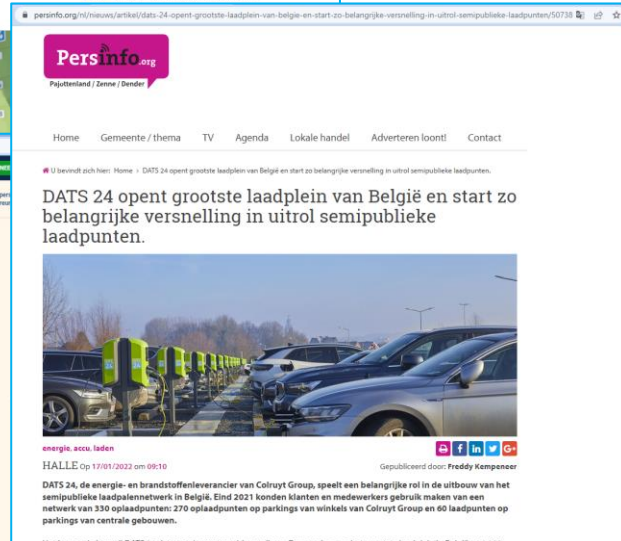 persinfo.org/nl/nieuws/artikel/dats-24-opent-grootste-laadplein-van-belgie-en-start-zo-belangrijke-versnelling-in-uitrol-semipublieke-laadpunten/50738
Persinfo.org
Pajottenland / Zenne / Dender
Home Gemeente / thema TV Agenda Lokale handel Adverteren loont! Contact
U bevindt zich hier: Home › DATS 24 opent grootste laadplein van België en start zo belangrijke versnelling in uitrol semipublieke laadpunten.
DATS 24 opent grootste laadplein van België en start zo
belangrijke versnelling in uitrol semipublieke
laadpunten.
energie, accu, laden
HALLE Op 17/01/2022 om 09:10
Gepubliceerd door: Freddy Kempeneer
DATS 24, de energie- en brandstoffenleverancier van Colruyt Group, speelt een belangrijke rol in de uitbouw van het
semipublieke laadpalennetwerk in België. Eind 2021 konden klanten en medewerkers gebruik maken van een
netwerk van 330 oplaadpunten: 270 oplaadpunten op parkings van winkels van Colruyt Group en 60 laadpunten op
parkings van centrale gebouwen.